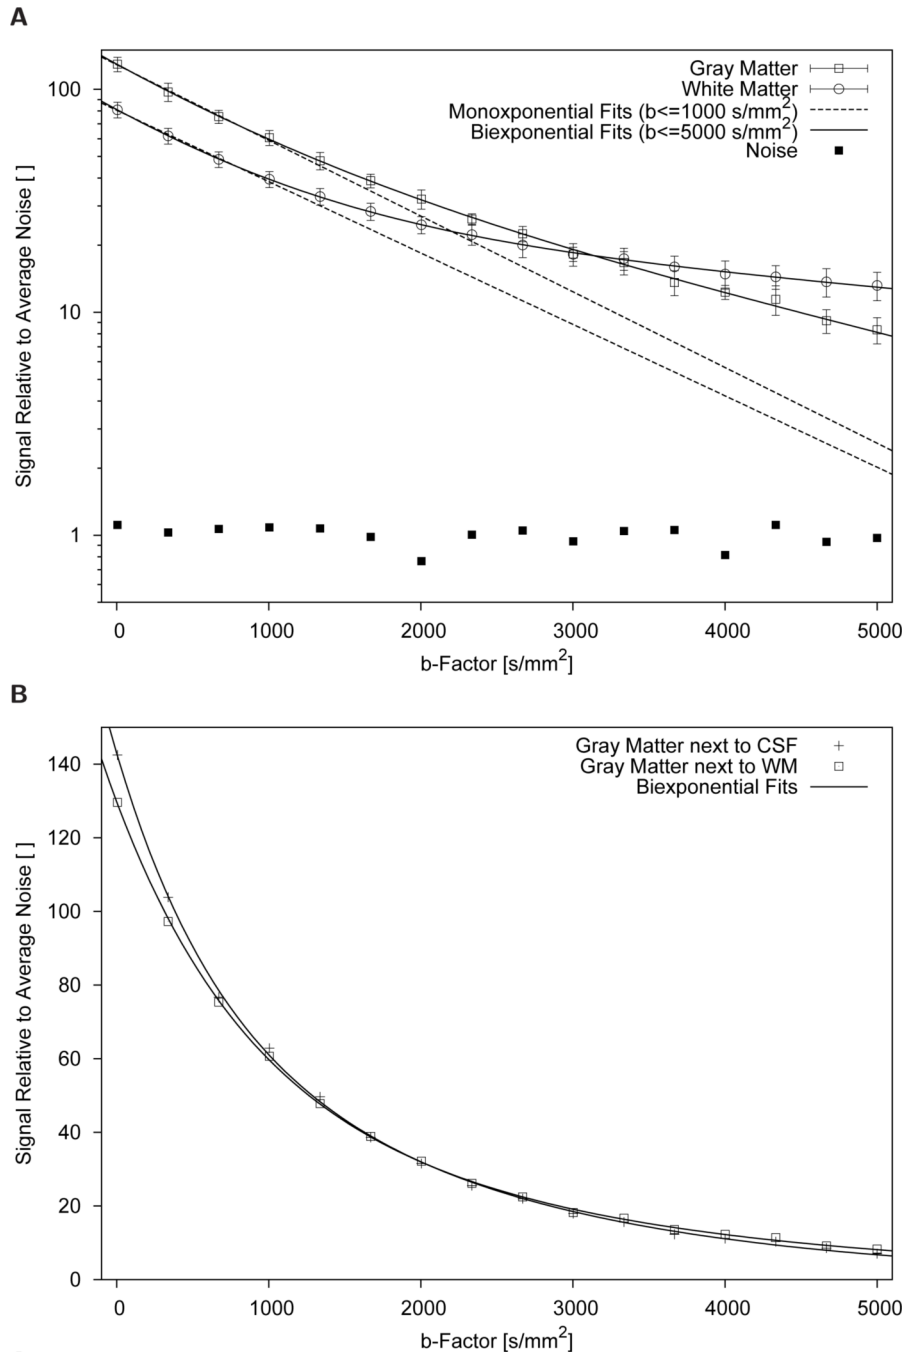 A
100
10
1
Signal Relative to Average Noise [ ]
Gray Matter
White Matter
Monoxponential Fits (b<=1000 s/mm²)
Biexponential Fits (b<=5000 s/mm²)
Noise
0 1000 2000 3000 4000 5000
b-Factor [s/mm²]
B
140
120
100
80
60
40
20
0
Signal Relative to Average Noise [ ]
Gray Matter next to CSF
Gray Matter next to WM
Biexponential Fits
0 1000 2000 3000 4000 5000
b-Factor [s/mm²]